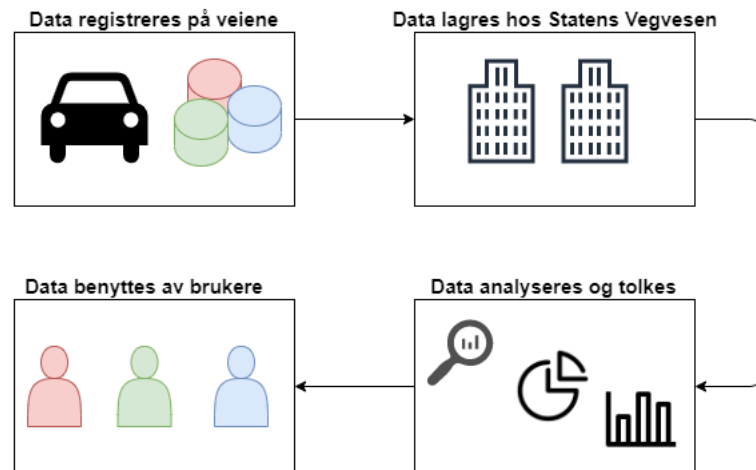 Data registreres på veiene
Data lagres hos Statens Vegvesen
Data benyttes av brukere
Data analyseres og tolkes